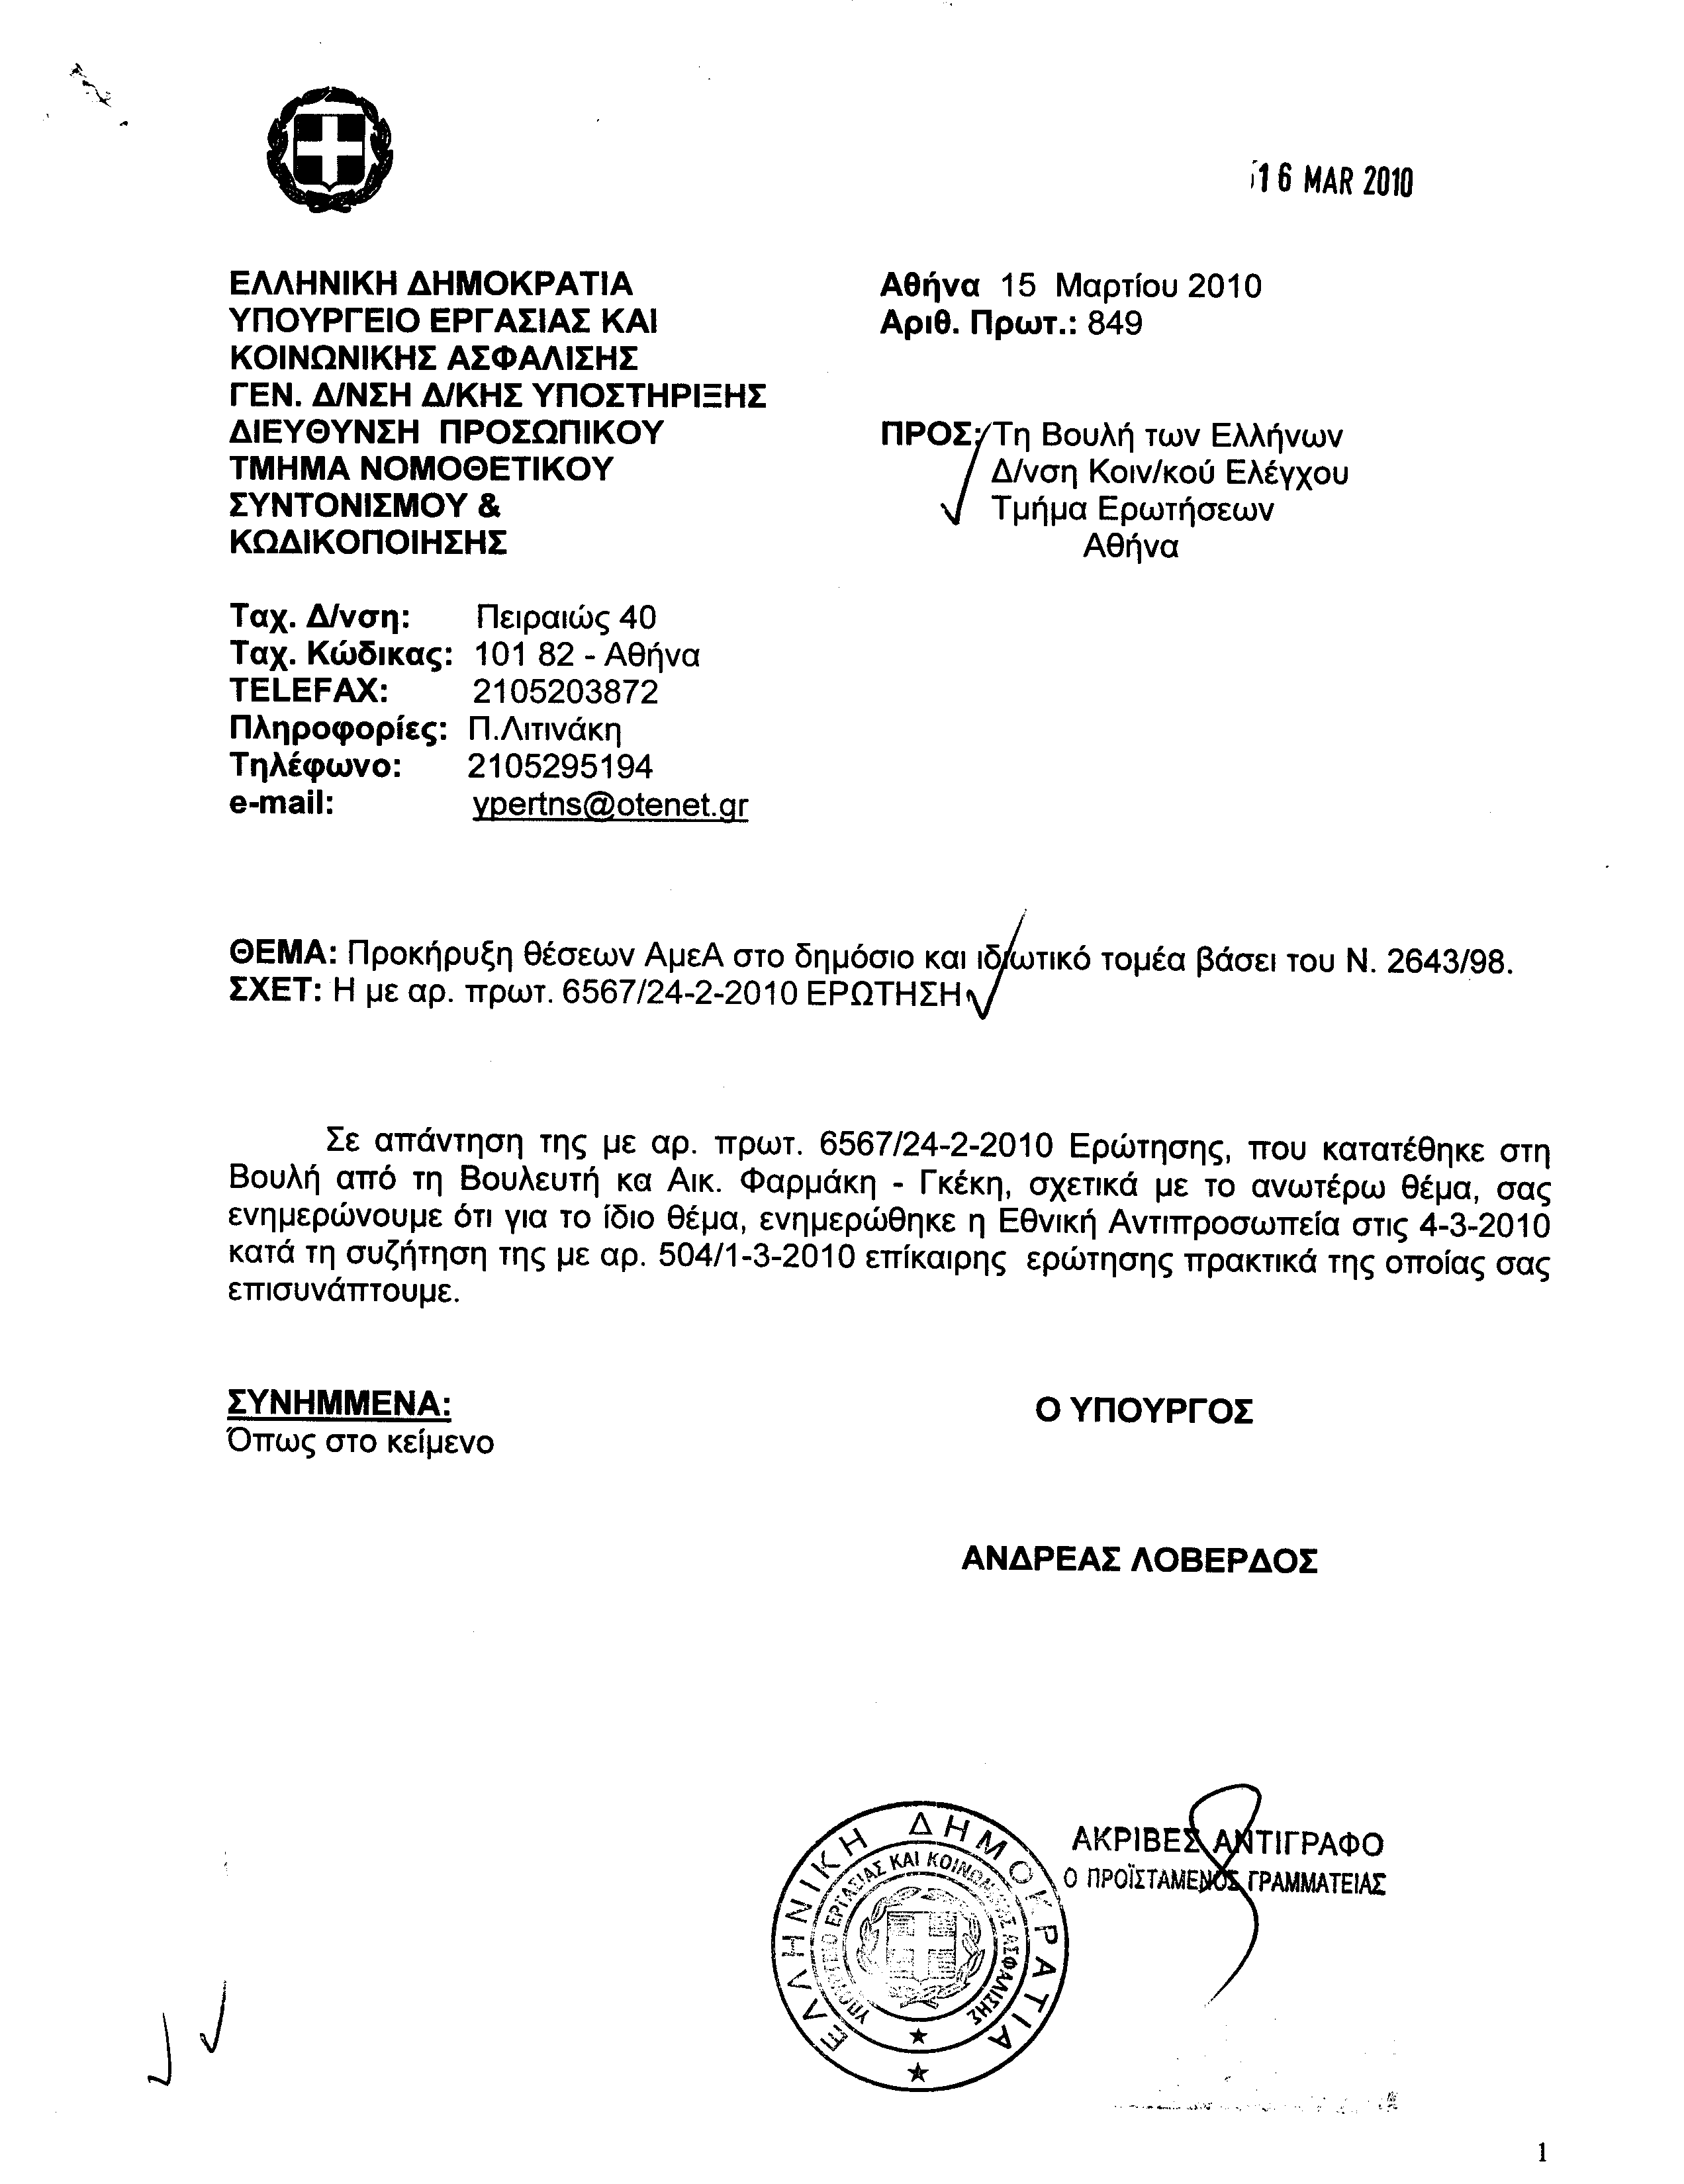 16 MAR 2010
ΕΛΛΗΝΙΚΗ ΔΗΜΟΚΡΑΤΙΑ
ΥΠΟΥΡΓΕΙΟ ΕΡΓΑΣΙΑΣ ΚΑΙ
ΚΟΙΝΩΝΙΚΗΣ ΑΣΦΑΛΙΣΗΣ
ΓΕΝ. Δ/ΝΣΗ Δ/ΚΗΣ ΥΠΟΣΤΗΡΙΞΗΣ
ΔΙΕΥΘΥΝΣΗ ΠΡΟΣΩΠΙΚΟΥ
ΤΜΗΜΑ ΝΟΜΟΘΕΤΙΚΟΥ
ΣΥΝΤΟΝΙΣΜΟΥ &
ΚΩΔΙΚΟΠΟΙΗΣΗΣ
Αθήνα 15 Μαρτίου 2010
Αριθ. Πρωτ.: 849
ΠΡΟΣ: Τη Βουλή των Ελλήνων
Δ/νση Κοιν/κού Ελέγχου
Τμήμα Ερωτήσεων
Αθήνα
Ταχ. Δ/νση: Πειραιώς 40
Ταχ. Κώδικας: 101 82 - Αθήνα
TELEFAX: 2105203872
Πληροφορίες: Π.Λιτινάκη
Τηλέφωνο: 2105295194
e-mail: ypertns@otenet.gr
ΘΕΜΑ: Προκήρυξη θέσεων ΑμεΑ στο δημόσιο και ιδιωτικό τομέα βάσει του Ν. 2643/98.
ΣΧΕΤ: Η με αρ. πρωτ. 6567/24-2-2010 ΕΡΩΤΗΣΗ
Σε απάντηση της με αρ. πρωτ. 6567/24-2-2010 Ερώτησης, που κατατέθηκε στη
Βουλή από τη Βουλευτή κα Αικ. Φαρμάκη - Γκέκη, σχετικά με το ανωτέρω θέμα, σας
ενημερώνουμε ότι για το ίδιο θέμα, ενημερώθηκε η Εθνική Αντιπροσωπεία στις 4-3-2010
κατά τη συζήτηση της με αρ. 504/1-3-2010 επίκαιρης ερώτησης πρακτικά της οποίας σας
επισυνάπτουμε.
ΣΥΝΗΜΜΕΝΑ:
Όπως στο κείμενο
Ο ΥΠΟΥΡΓΟΣ
ΑΝΔΡΕΑΣ ΛΟΒΕΡΔΟΣ
ΑΚΡΙΒΕΣ ΑΝΤΙΓΡΑΦΟ
Ο ΠΡΟΪΣΤΑΜΕΝΟΣ ΓΡΑΜΜΑΤΕΙΑΣ
ΕΛΛΗΝΙΚΗ ΔΗΜΟΚΡΑΤΙΑ
ΥΠΟΥΡΓΕΙΟ ΕΡΓΑΣΙΑΣ ΚΑΙ ΚΟΙΝΩΝΙΚΗΣ ΑΣΦΑΛΙΣΗΣ
1